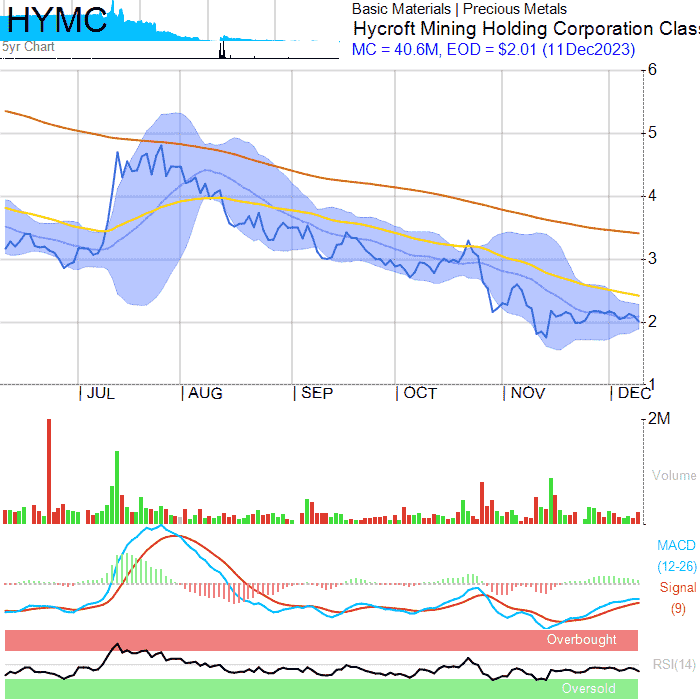 HYMC
5yr Chart
Basic Materials | Precious Metals
Hycroft Mining Holding Corporation Class
MC = 40.6M, EOD = $2.01 (11Dec2023)
6
5
4
3
2
1
JUL AUG SEP OCT NOV DEC
2M
Volume
MACD
(12-26)
Signal
(9)
Overbought
RSI(14)
Oversold